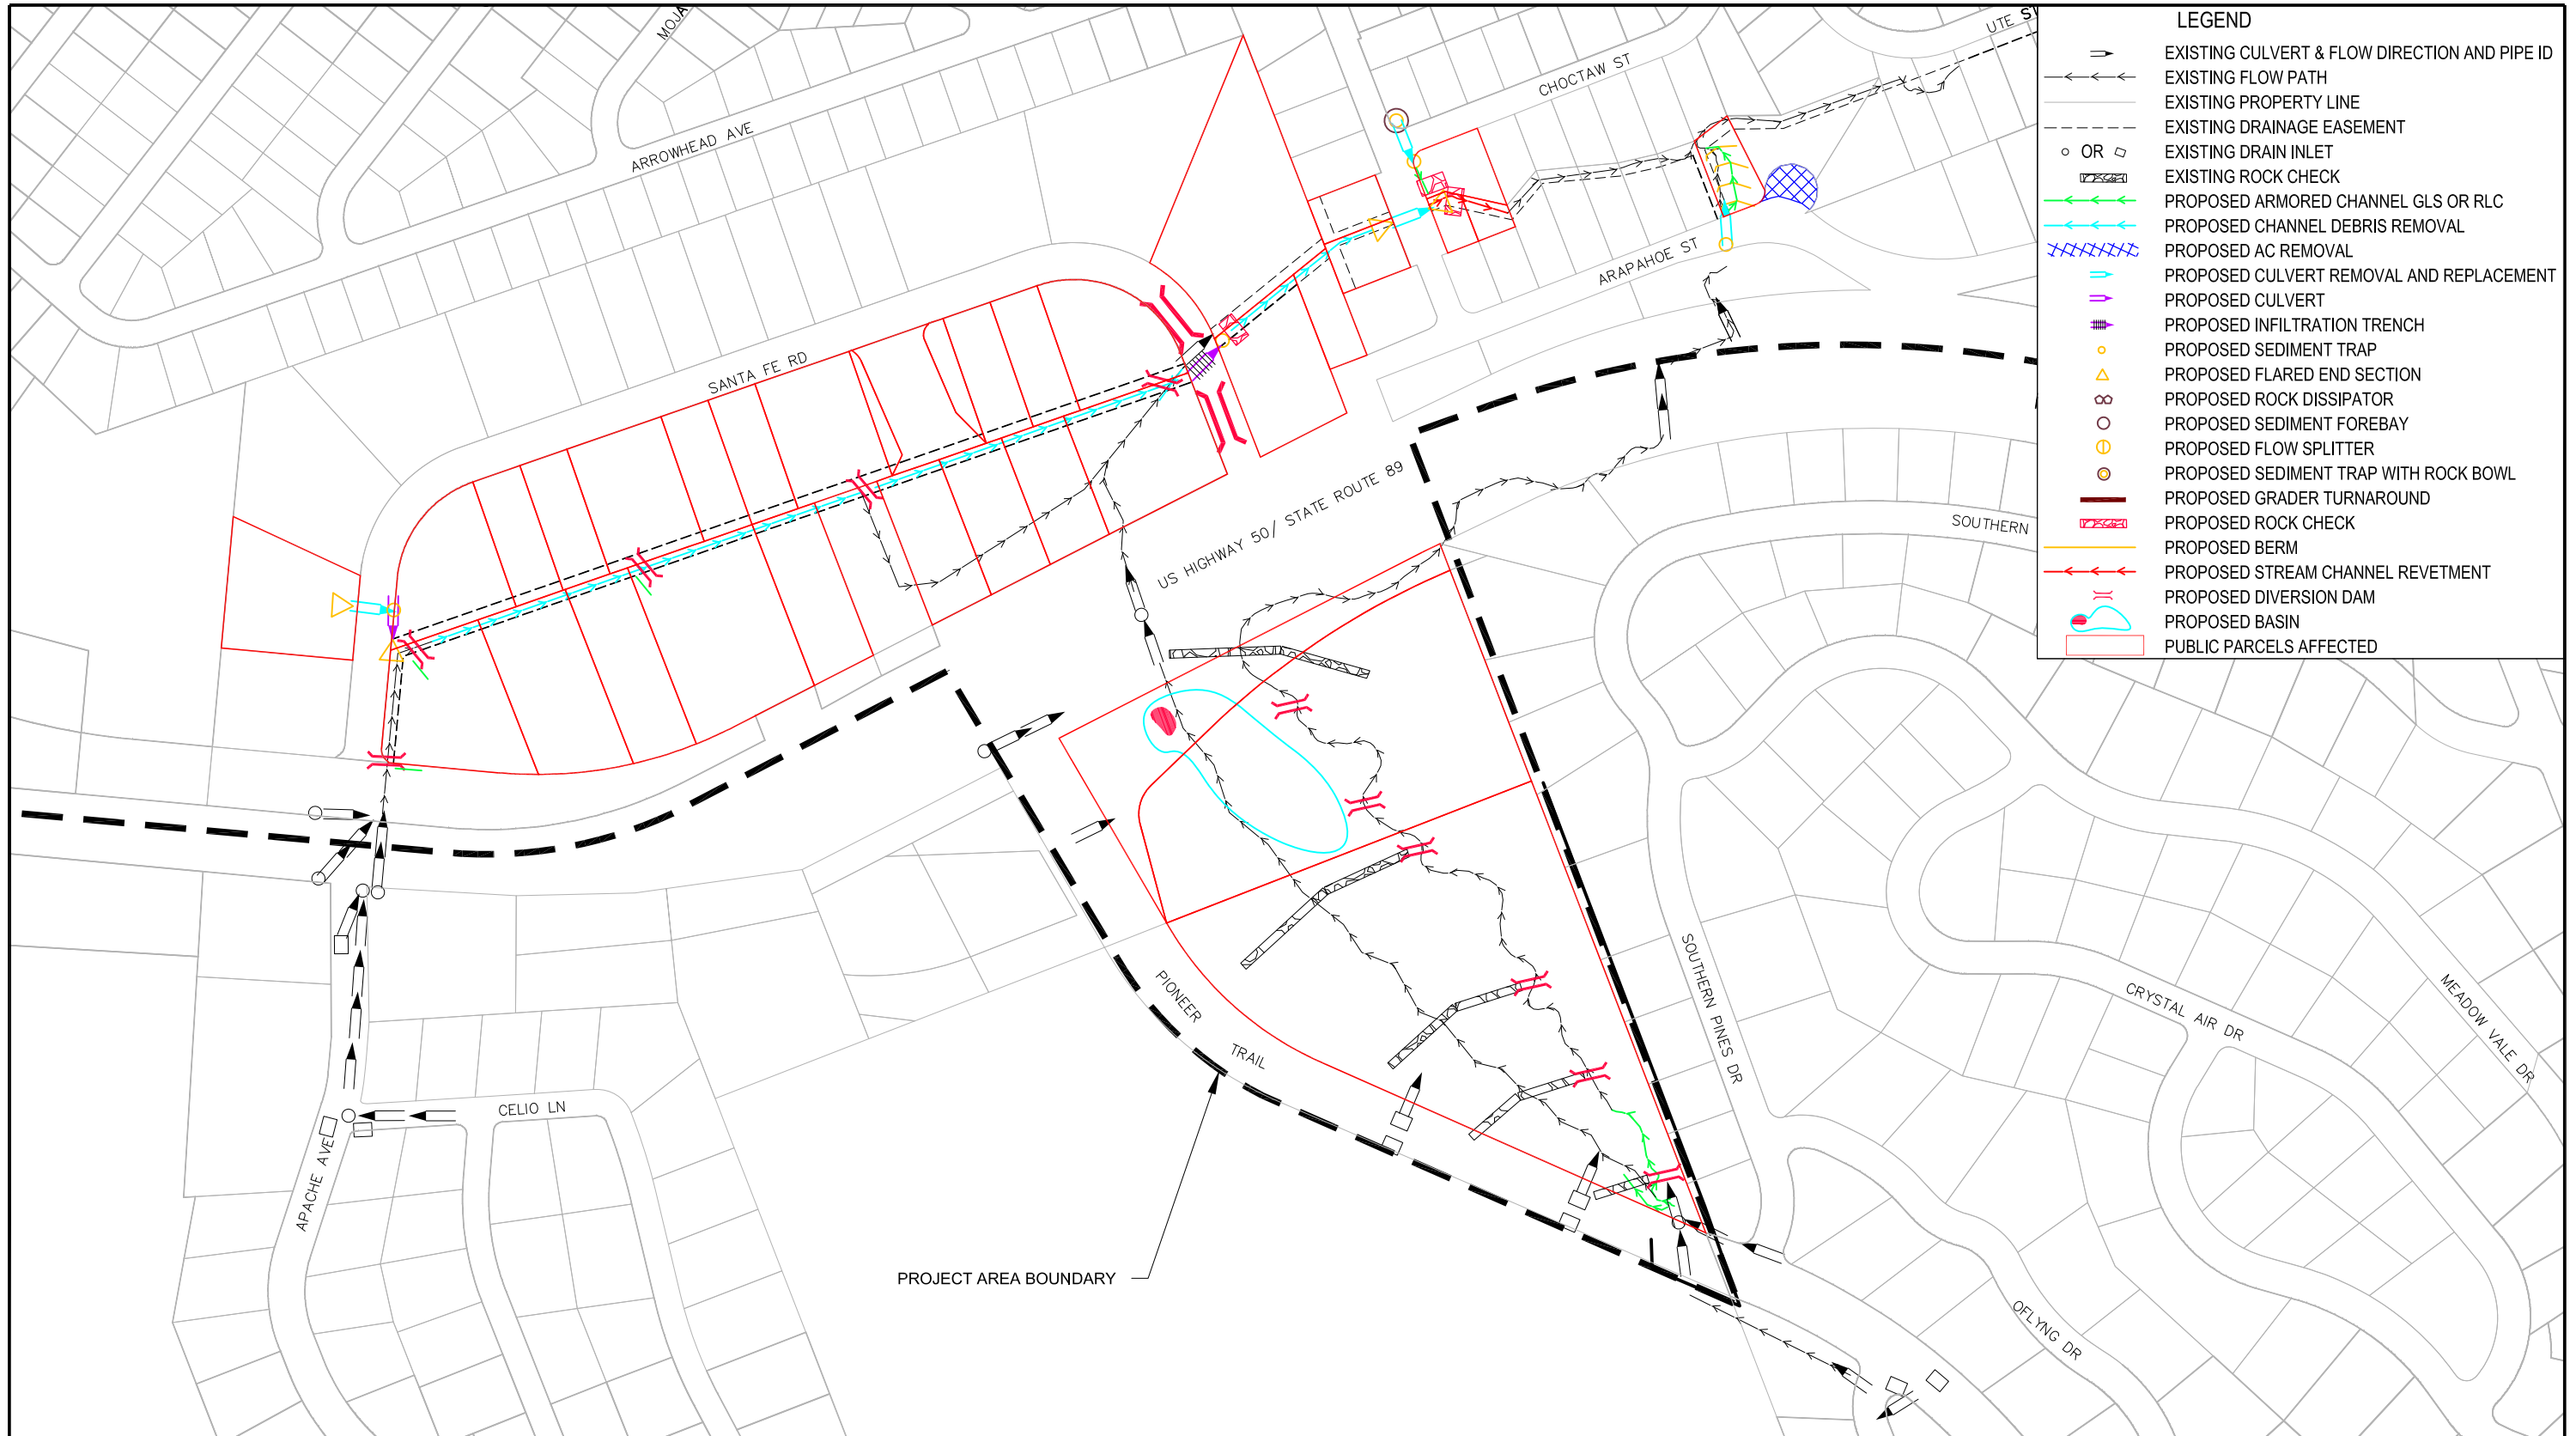 MOJA
ARROWHEAD AVE
CHOCTAW ST
UTE ST
ARAPAHOE ST
SANTA FE RD
US HIGHWAY 50/ STATE ROUTE 89
SOUTHERN
SOUTHERN PINES DR
PIONEER
TRAIL
CRYSTAL AIR DR
MEADOW VALE DR
OFLYNG DR
CELIO LN
APACHE AVE
PROJECT AREA BOUNDARY
LEGEND
EXISTING CULVERT & FLOW DIRECTION AND PIPE ID
EXISTING FLOW PATH
EXISTING PROPERTY LINE
EXISTING DRAINAGE EASEMENT
OR EXISTING DRAIN INLET
EXISTING ROCK CHECK
PROPOSED ARMORED CHANNEL GLS OR RLC
PROPOSED CHANNEL DEBRIS REMOVAL
PROPOSED AC REMOVAL
PROPOSED CULVERT REMOVAL AND REPLACEMENT
PROPOSED CULVERT
PROPOSED INFILTRATION TRENCH
PROPOSED SEDIMENT TRAP
PROPOSED FLARED END SECTION
PROPOSED ROCK DISSIPATOR
PROPOSED SEDIMENT FOREBAY
PROPOSED FLOW SPLITTER
PROPOSED SEDIMENT TRAP WITH ROCK BOWL
PROPOSED GRADER TURNAROUND
PROPOSED ROCK CHECK
PROPOSED BERM
PROPOSED STREAM CHANNEL REVETMENT
PROPOSED DIVERSION DAM
PROPOSED BASIN
PUBLIC PARCELS AFFECTED